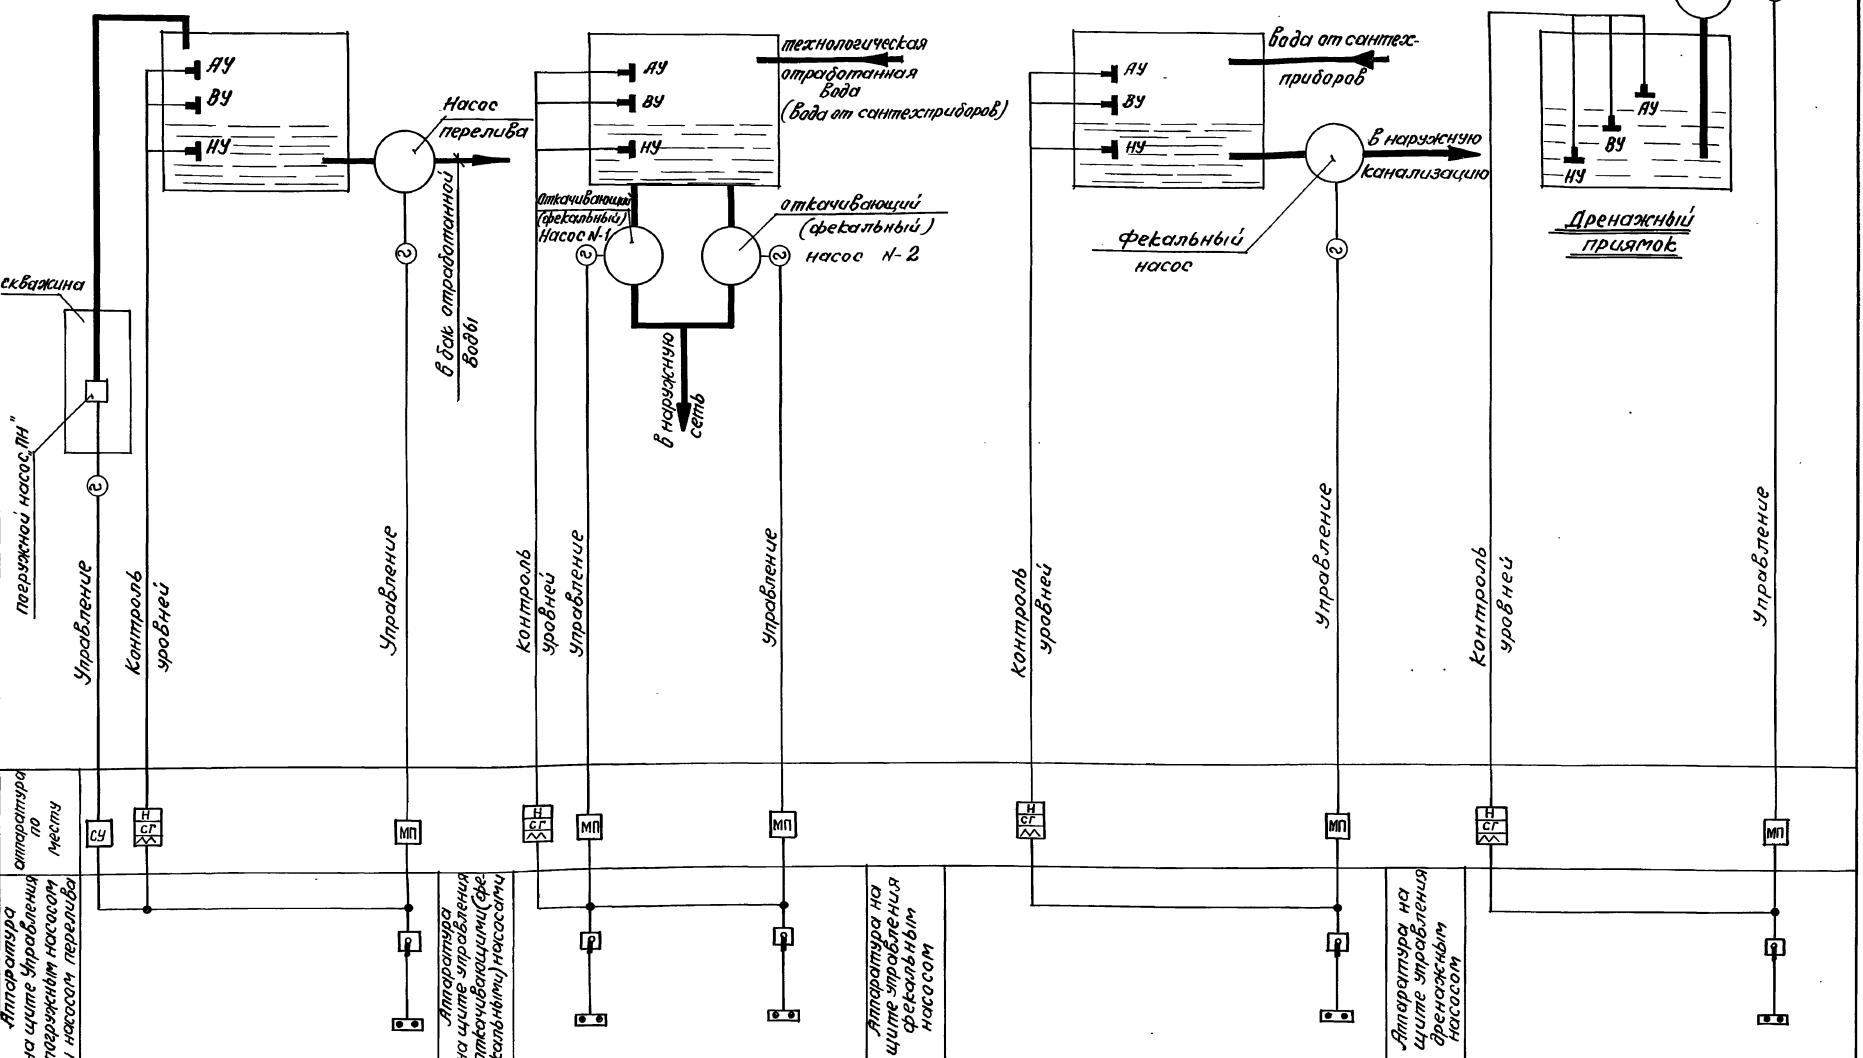 АУ
ВУ
НУ
Насос
перелива
в бак отработанной
воды
скважина
погружной насос "ПН"
Управление
Контроль
уровней
Управление
АУ
ВУ
НУ
технологическая
отработанная
вода
(вода от сантехприборов)
Откачивающий
(фекальный)
Насос N-1
откачивающий
(фекальный)
насос N-2
в наружную
сеть
контроль
уровней
управление
управление
АУ
ВУ
НУ
вода от сантех-
приборов
в наружную
канализацию
фекальный
насос
контроль
уровней
управление
АУ
ВУ
НУ
Дренажный
приямок
контроль
уровней
управление
аппаратура
по
месту
СУ
Н
СГ
МП
Н
СГ
МП
МП
Н
СГ
МП
Н
СГ
МП
Аппаратура
на щите управления
погружным насосом
и насосом перелива
Аппаратура
на щите управления
откачивающими(фе-
кальными)насосами
Аппаратура на
щите управления
фекальным
насосом
Аппаратура на
щите управления
дренажным
насосом